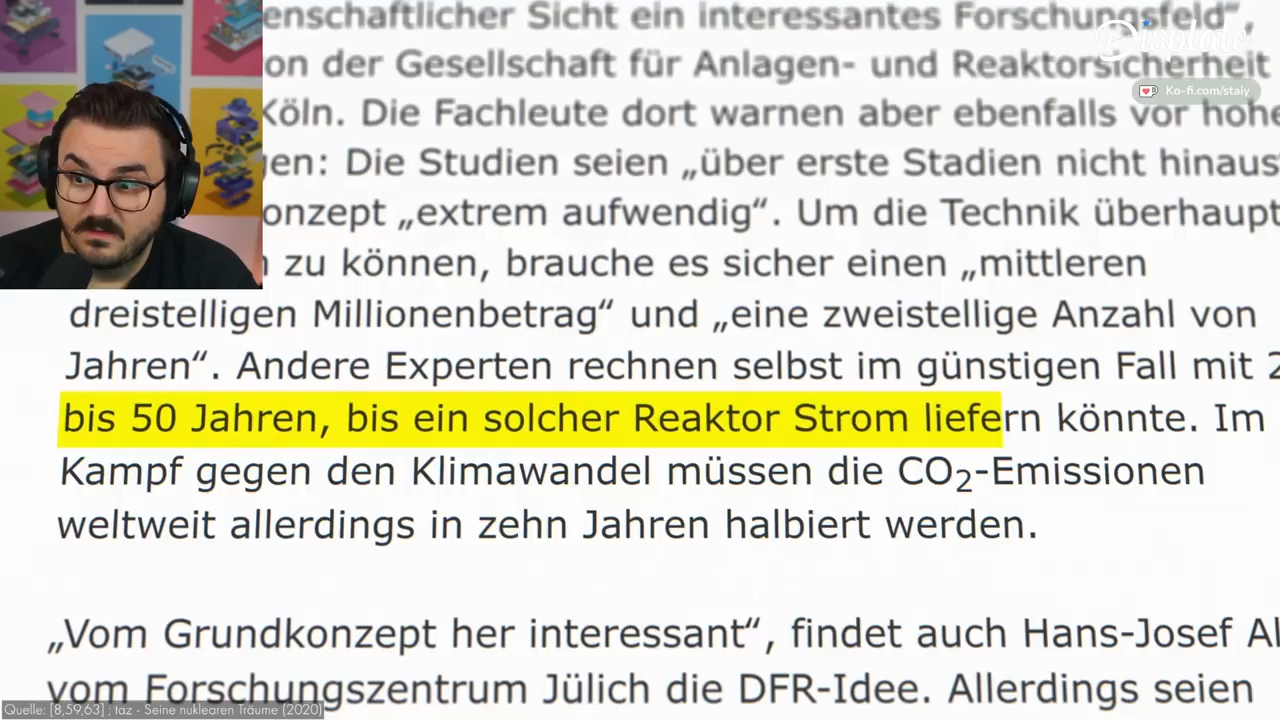 enschaftlicher Sicht ein interessantes Forschungsfeld“,
on der Gesellschaft für Anlagen- und Reaktorsicherheit
Köln. Die Fachleute dort warnen aber ebenfalls vor hohe
gen: Die Studien seien „über erste Stadien nicht hinaus
onzept „extrem aufwendig“. Um die Technik überhaupt
zu können, brauche es sicher einen „mittleren
dreistelligen Millionenbetrag“ und „eine zweistellige Anzahl von
Jahren“. Andere Experten rechnen selbst im günstigen Fall mit 2
bis 50 Jahren, bis ein solcher Reaktor Strom liefern könnte. Im
Kampf gegen den Klimawandel müssen die CO₂-Emissionen
weltweit allerdings in zehn Jahren halbiert werden.
„Vom Grundkonzept her interessant“, findet auch Hans-Josef Al
vom Forschungszentrum Jülich die DFR-Idee. Allerdings seien
Displate
Ko-fi.com/staiy
Quelle: [8,59,63] ; taz - Seine nuklearen Träume (2020)